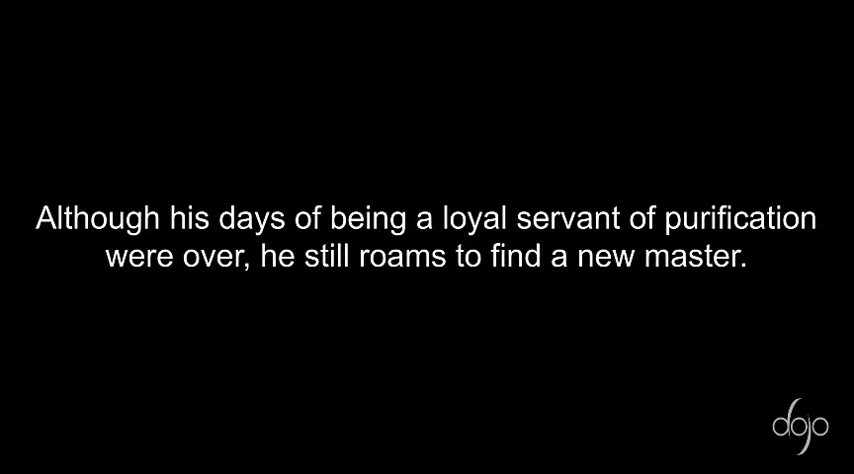 Although his days of being a loyal servant of purification
were over, he still roams to find a new master.
dojo